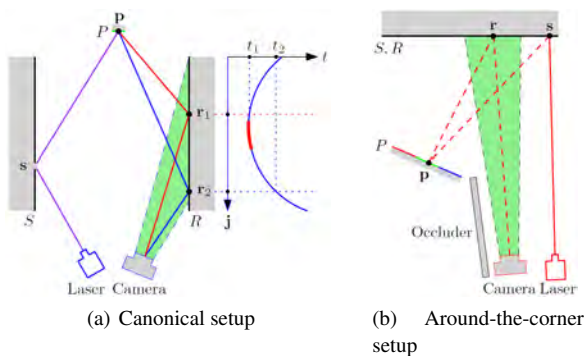 p
P
t₁ t₂
t
r₁
s
r₂
S
R
j
Laser Camera
(a) Canonical setup
r
s
S, R
P
p
Occluder
Camera Laser
(b) Around-the-corner
setup